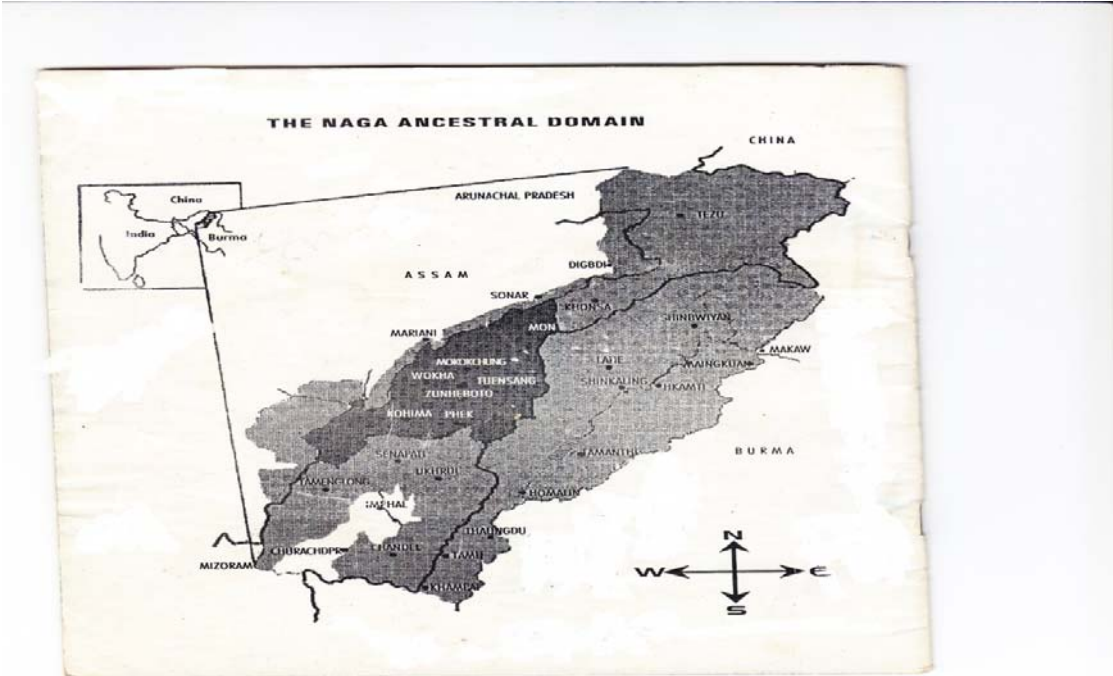 THE NAGA ANCESTRAL DOMAIN
CHINA
China
India
Burma
ARUNACHAL PRADESH
TEZU
ASSAM
DIGBOI
SONAR
KHONSA
MON
SHINBWIYAN
MARIANI
MAKAW
MOKOKCHUNG
LAHE
MAINGKUAN
WOKHA
TUENSANG
SHINKALING
HKAMTI
ZUNHEBOTO
KOHIMA
PHEK
SENAPATI
TAMANTHI
BURMA
UKHRUL
TAMENGLONG
HOMALIN
IMPHAL
THAUNGDU
N
CHURACHDPR
CHANDEL
TAMU
MIZORAM
W
E
KHAMPAT
S